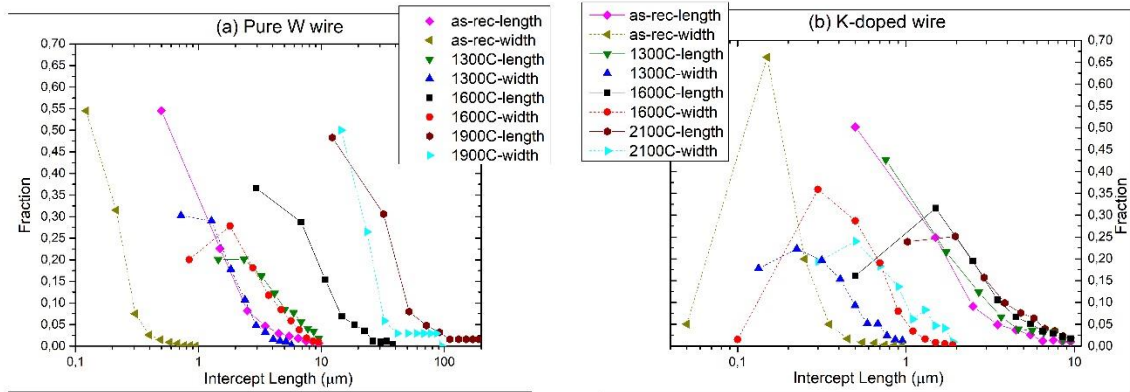 (a) Pure W wire
as-rec-length
as-rec-width
1300C-length
1300C-width
1600C-length
1600C-width
1900C-length
1900C-width
0,70
0,65
0,60
0,55
0,50
0,45
0,40
0,35
0,30
0,25
0,20
0,15
0,10
0,05
0,00
Fraction
0,1 1 10 100
Intercept Length (μm)
(b) K-doped wire
as-rec-length
as-rec-width
1300C-length
1300C-width
1600C-length
1600C-width
2100C-length
2100C-width
0,70
0,65
0,60
0,55
0,50
0,45
0,40
0,35
0,30
0,25
0,20
0,15
0,10
0,05
0,00
Fraction
0,1 1 10
Intercept Length (μm)